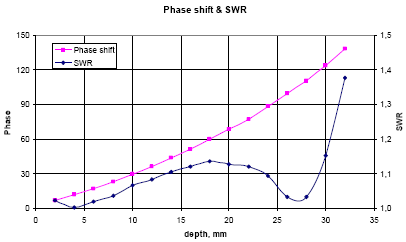 Phase shift & SWR
150
120
90
60
30
0
Phase
Phase shift
SWR
1,5
1,4
1,3
1,2
1,1
1,0
SWR
0 5 10 15 20 25 30 35
depth, mm